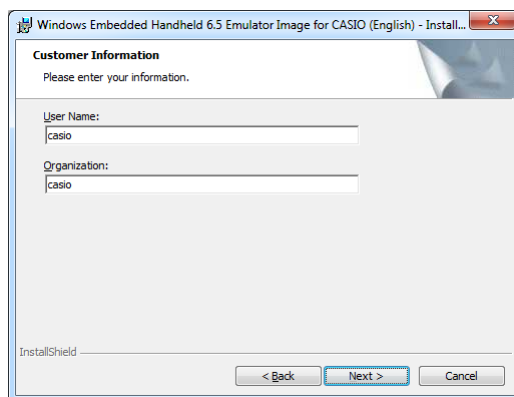 Windows Embedded Handheld 6.5 Emulator Image for CASIO (English) - Install...
Customer Information
Please enter your information.
User Name:
casio
Organization:
casio
InstallShield
< Back Next > Cancel